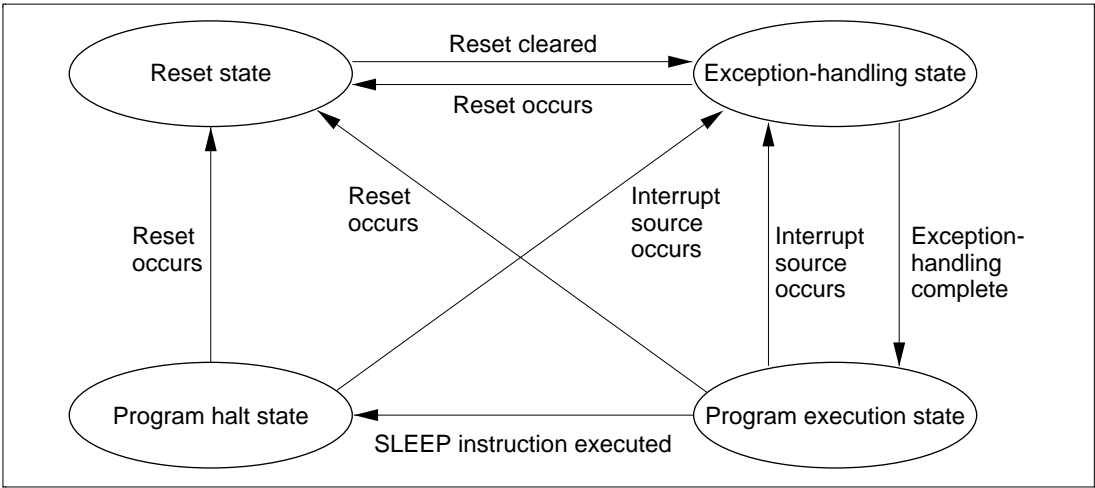 Reset cleared
Reset state
Exception-handling state
Reset occurs
Reset
occurs
Interrupt
source
occurs
Reset
occurs
Interrupt
source
occurs
Exception-
handling
complete
Program halt state
Program execution state
SLEEP instruction executed